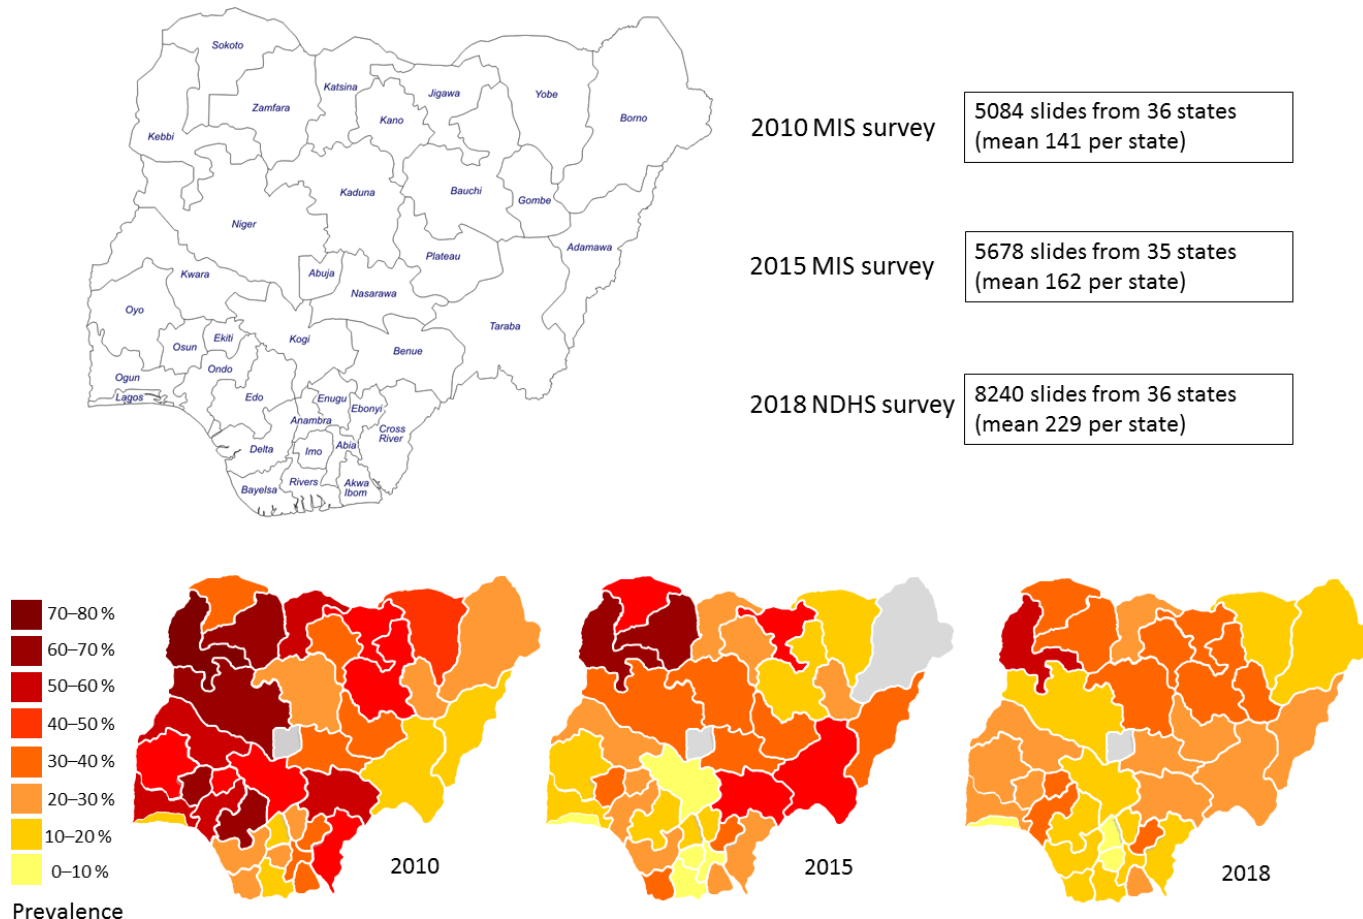 Sokoto
Katsina
Jigawa
Yobe
Zamfara
Kano
Borno
Kebbi
Kaduna
Bauchi
Gombe
Niger
Adamawa
Plateau
Abuja
Kwara
Nasarawa
Oyo
Taraba
Ekiti
Kogi
Osun
Benue
Ondo
Ogun
Lagos
Edo
Enugu
Ebonyi
Anambra
Cross
River
Delta
Imo
Abia
Bayelsa
Rivers
Akwa
Ibom
2010 MIS survey
5084 slides from 36 states
(mean 141 per state)
2015 MIS survey
5678 slides from 35 states
(mean 162 per state)
2018 NDHS survey
8240 slides from 36 states
(mean 229 per state)
70–80 %
60–70 %
50–60 %
40–50 %
30–40 %
20–30 %
10–20 %
0–10 %
Prevalence
2010
2015
2018